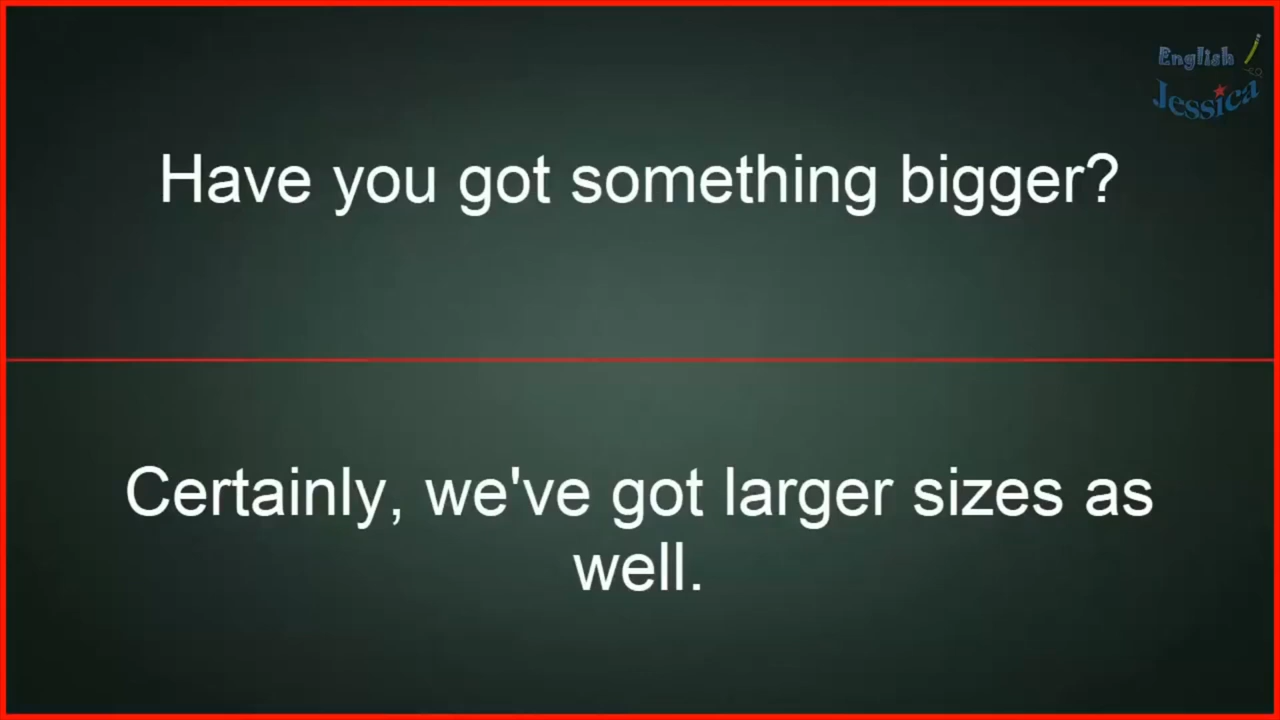 English
Jessica
Have you got something bigger?
Certainly, we've got larger sizes as
well.